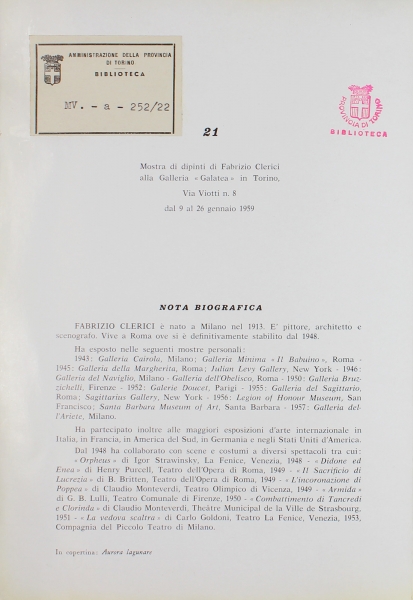 AMMINISTRAZIONE DELLA PROVINCIA
DI TORINO
BIBLIOTECA
MV. - a - 252/22
PROVINCIA DI TORINO
BIBLIOTECA
21
Mostra di dipinti di Fabrizio Clerici
alla Galleria «Galatea» in Torino,
Via Viotti n. 8
dal 9 al 26 gennaio 1959
NOTA BIOGRAFICA
FABRIZIO CLERICI è nato a Milano nel 1913. E' pittore, architetto e
scenografo. Vive a Roma ove si è definitivamente stabilito dal 1948.
Ha esposto nelle seguenti mostre personali:
1943: Galleria Cairola, Milano; Galleria Minima «Il Babuino», Roma -
1945: Galleria della Margherita, Roma; Julian Levy Gallery, New York - 1946:
Galleria del Naviglio, Milano - Galleria dell'Obelisco, Roma - 1950: Galleria Bruz-
zichelli, Firenze - 1952: Galerie Doucet, Parigi - 1955: Galleria del Sagittario,
Roma; Sagittarius Gallery, New York - 1956: Legion of Honour Museum, San
Francisco; Santa Barbara Museum of Art, Santa Barbara - 1957: Galleria del-
l'Ariete, Milano.
Ha partecipato inoltre alle maggiori esposizioni d'arte internazionale in
Italia, in Francia, in America del Sud, in Germania e negli Stati Uniti d'America.
Dal 1948 ha collaborato con scene e costumi a diversi spettacoli tra cui:
«Orpheus» di Igor Strawinsky, La Fenice, Venezia, 1948 - «Didone ed
Enea» di Henry Purcell, Teatro dell'Opera di Roma, 1949 - «Il Sacrificio di
Lucrezia» di B. Britten, Teatro dell'Opera di Roma, 1949 - «L'incoronazione di
Poppea» di Claudio Monteverdi, Teatro Olimpico di Vicenza, 1949 - «Armida»
di G. B. Lulli, Teatro Comunale di Firenze, 1950 - «Combattimento di Tancredi
e Clorinda» di Claudio Monteverdi, Theâtre Municipal de la Ville de Strasbourg,
1951 - «La vedova scaltra» di Carlo Goldoni, Teatro La Fenice, Venezia, 1953,
Compagnia del Piccolo Teatro di Milano.
In copertina: Aurora lagunare